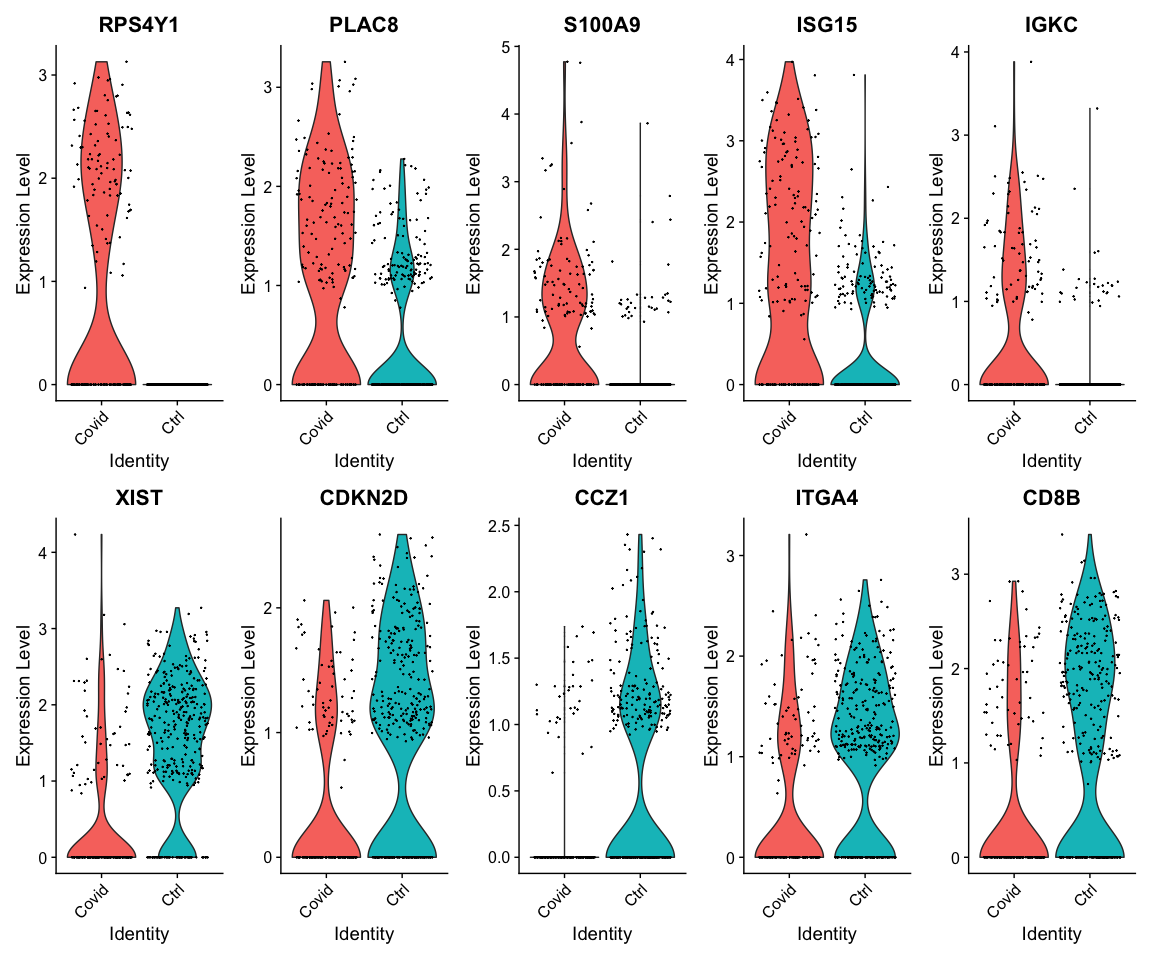 RPS4Y1
PLAC8
S100A9
ISG15
IGKC
Expression Level
3
2
1
0
Covid
Ctrl
Identity
Expression Level
3
2
1
0
Covid
Ctrl
Identity
Expression Level
5
4
3
2
1
0
Covid
Ctrl
Identity
Expression Level
4
3
2
1
0
Covid
Ctrl
Identity
Expression Level
4
3
2
1
0
Covid
Ctrl
Identity
XIST
CDKN2D
CCZ1
ITGA4
CD8B
Expression Level
4
3
2
1
0
Covid
Ctrl
Identity
Expression Level
2
1
0
Covid
Ctrl
Identity
Expression Level
2.5
2.0
1.5
1.0
0.5
0.0
Covid
Ctrl
Identity
Expression Level
3
2
1
0
Covid
Ctrl
Identity
Expression Level
3
2
1
0
Covid
Ctrl
Identity